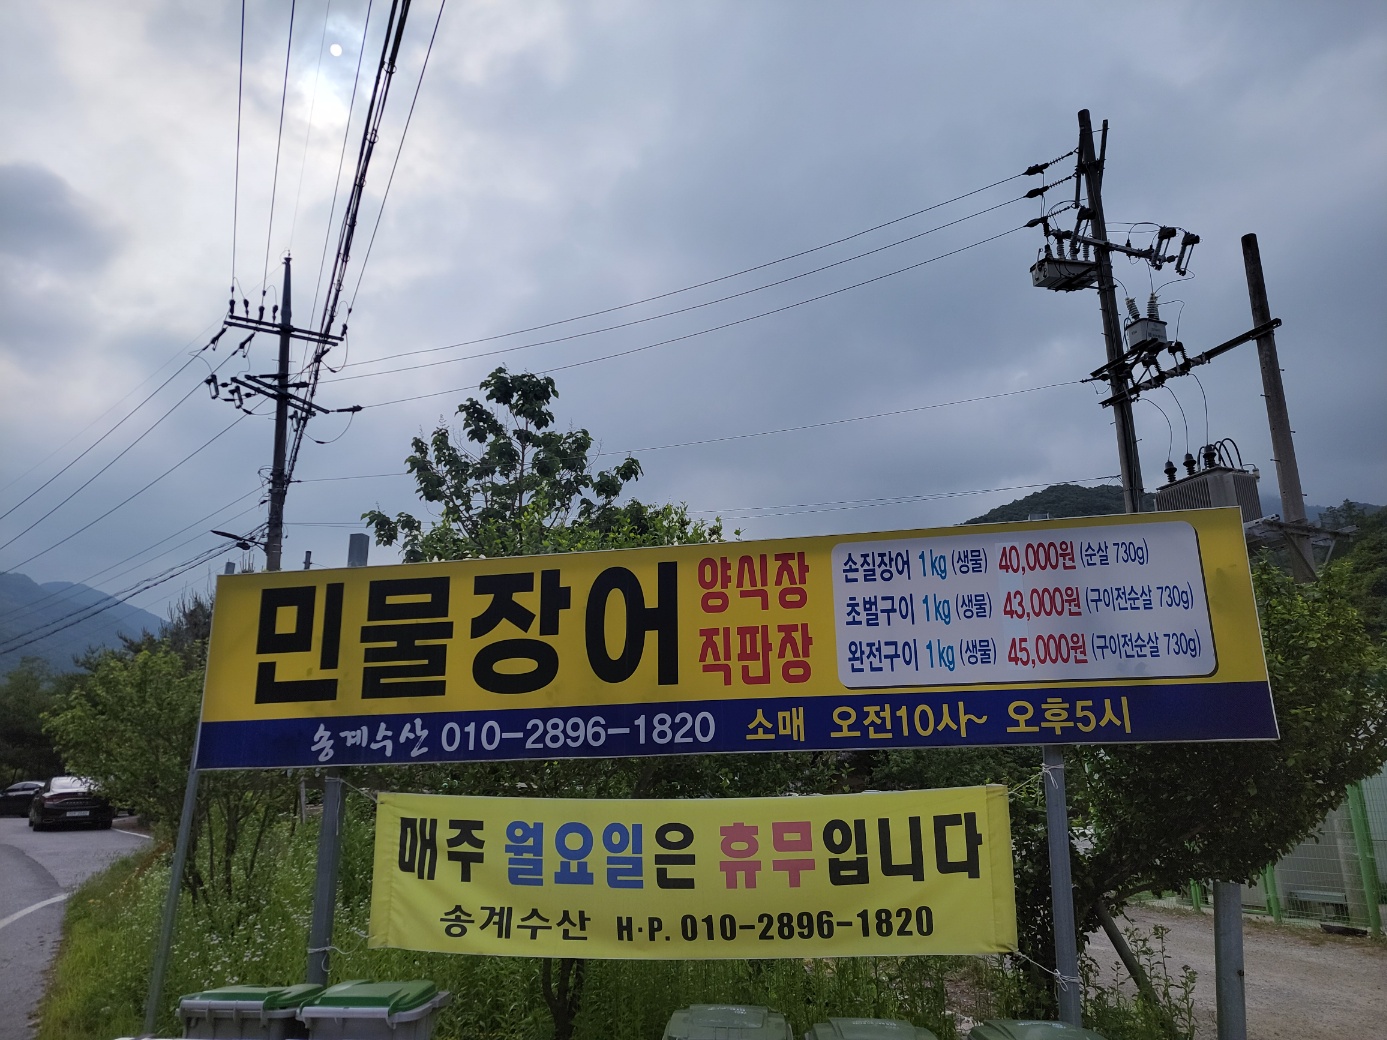 민물장어 양식장 직판장
손질장어 1kg (생물) 40,000원 (순살 730g)
초벌구이 1kg (생물) 43,000원 (구이전순살 730g)
완전구이 1kg (생물) 45,000원 (구이전순살 730g)
송계수산 010-2896-1820 소매 오전10사~ 오후5시
매주 월요일은 휴무입니다
송계수산 H·P. 010-2896-1820